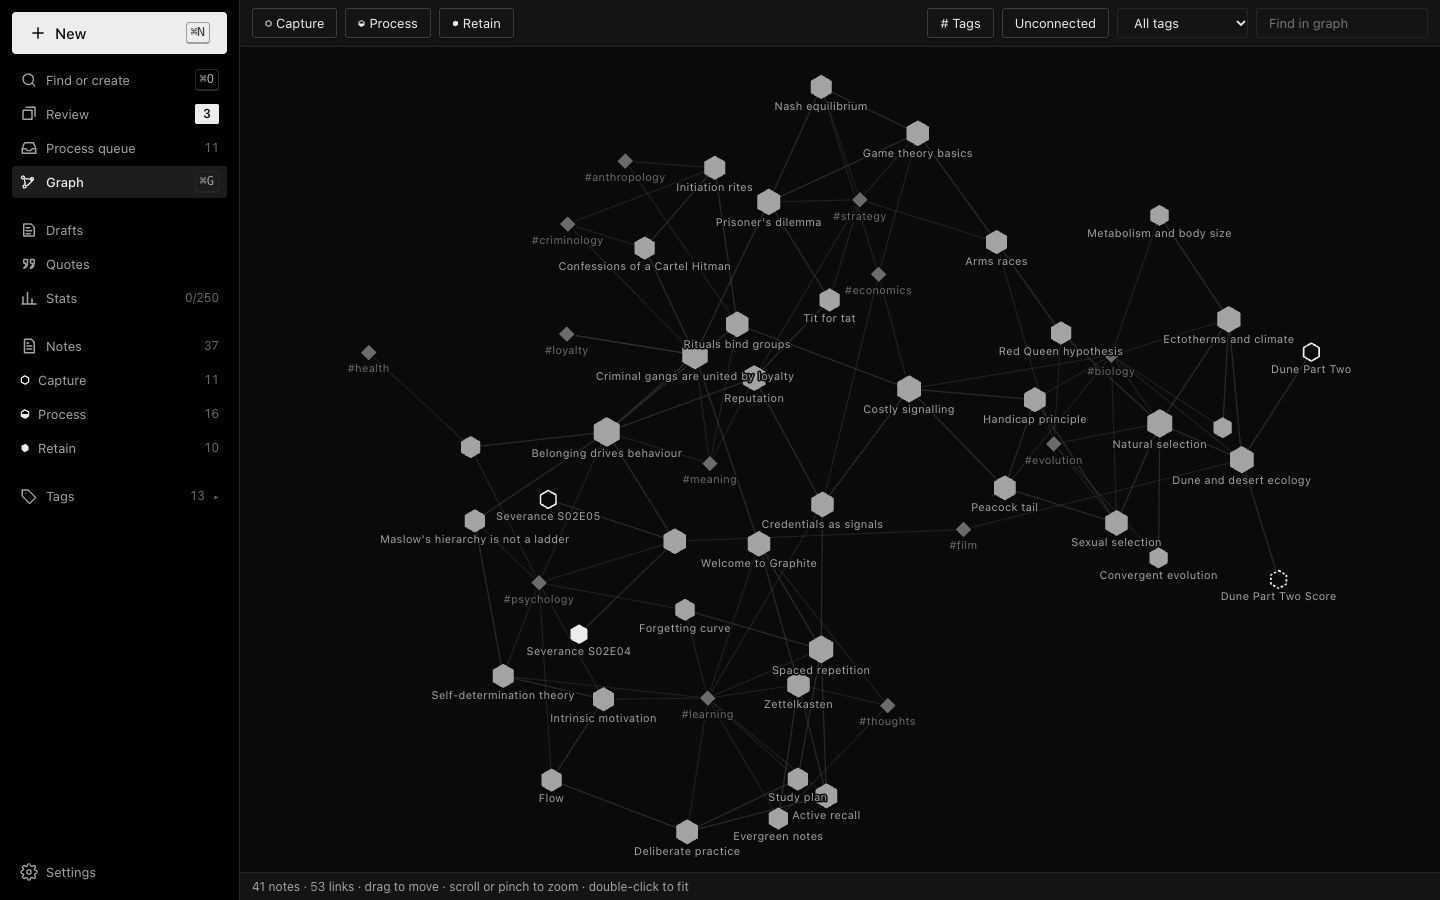 New ⌘N
Find or create ⌘O
Review 3
Process queue 11
Graph ⌘G
Drafts
Quotes
Stats 0/250
Notes 37
Capture 11
Process 16
Retain 10
Tags 13
Settings
Capture Process Retain
# Tags Unconnected All tags Find in graph
Nash equilibrium
Game theory basics
#anthropology
Initiation rites
Prisoner's dilemma
#strategy
Metabolism and body size
#criminology
Confessions of a Cartel Hitman
Arms races
#economics
Tit for tat
Rituals bind groups
#loyalty
Ectotherms and climate
Red Queen hypothesis
#health
#biology
Dune Part Two
Criminal gangs are united by loyalty
Reputation
Costly signalling
Handicap principle
Natural selection
Belonging drives behaviour
#evolution
#meaning
Dune and desert ecology
Peacock tail
Severance S02E05
Credentials as signals
Maslow's hierarchy is not a ladder
Sexual selection
#film
Welcome to Graphite
Convergent evolution
#psychology
Dune Part Two Score
Forgetting curve
Severance S02E04
Spaced repetition
Self-determination theory
Zettelkasten
Intrinsic motivation
#learning
#thoughts
Flow
Study plan
Active recall
Evergreen notes
Deliberate practice
41 notes · 53 links · drag to move · scroll or pinch to zoom · double-click to fit